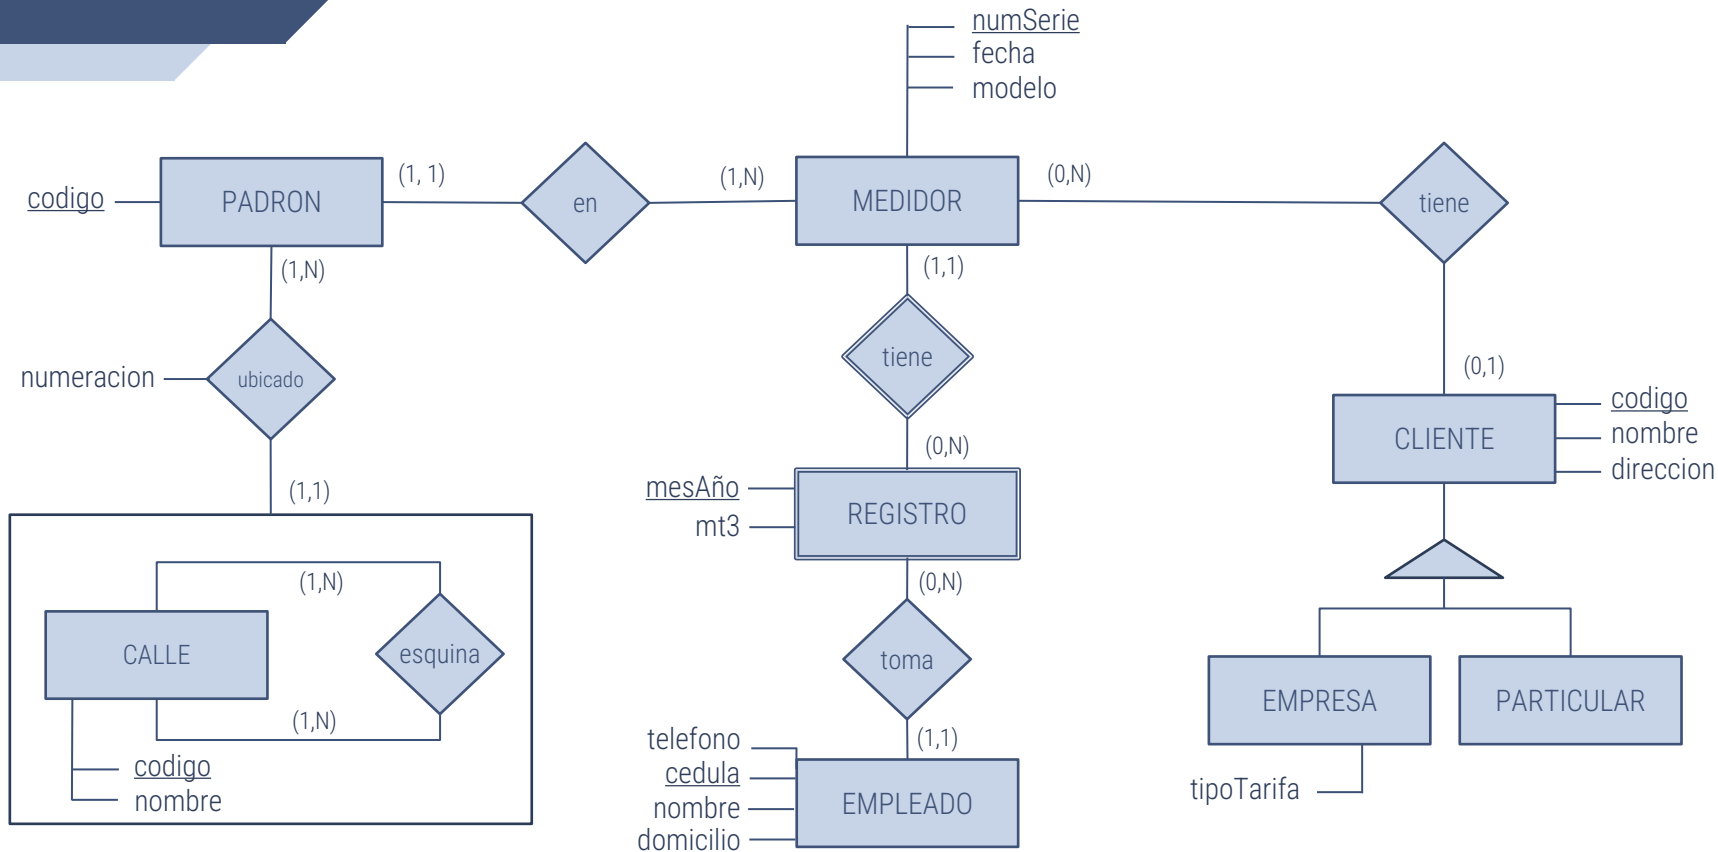 numSerie
fecha
modelo
codigo
PADRON
(1, 1)
en
(1,N)
MEDIDOR
(0,N)
tiene
(1,N)
(1,1)
numeracion
ubicado
tiene
(0,1)
(1,1)
(0,N)
CLIENTE
codigo
nombre
direccion
mesAño
mt3
REGISTRO
(1,N)
CALLE
esquina
(1,N)
codigo
nombre
(0,N)
toma
(1,1)
telefono
cedula
nombre
domicilio
EMPLEADO
EMPRESA
PARTICULAR
tipoTarifa